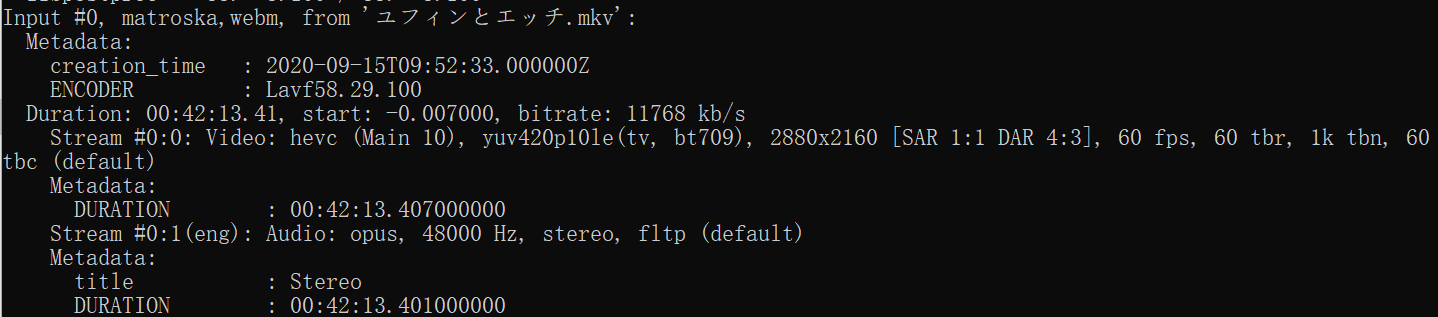 Input #0, matroska,webm, from 'ユフィンとエッチ.mkv':
Metadata:
creation_time : 2020-09-15T09:52:33.000000Z
ENCODER : Lavf58.29.100
Duration: 00:42:13.41, start: -0.007000, bitrate: 11768 kb/s
Stream #0:0: Video: hevc (Main 10), yuv420p10le(tv, bt709), 2880x2160 [SAR 1:1 DAR 4:3], 60 fps, 60 tbr, 1k tbn, 60
tbc (default)
Metadata:
DURATION : 00:42:13.407000000
Stream #0:1(eng): Audio: opus, 48000 Hz, stereo, fltp (default)
Metadata:
title : Stereo
DURATION : 00:42:13.401000000